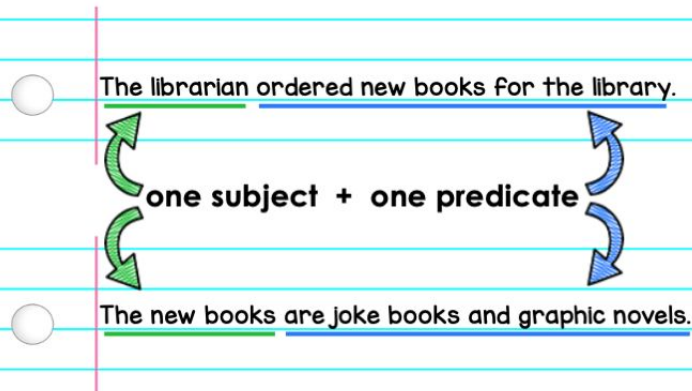 The librarian ordered new books for the library.
one subject + one predicate
The new books are joke books and graphic novels.